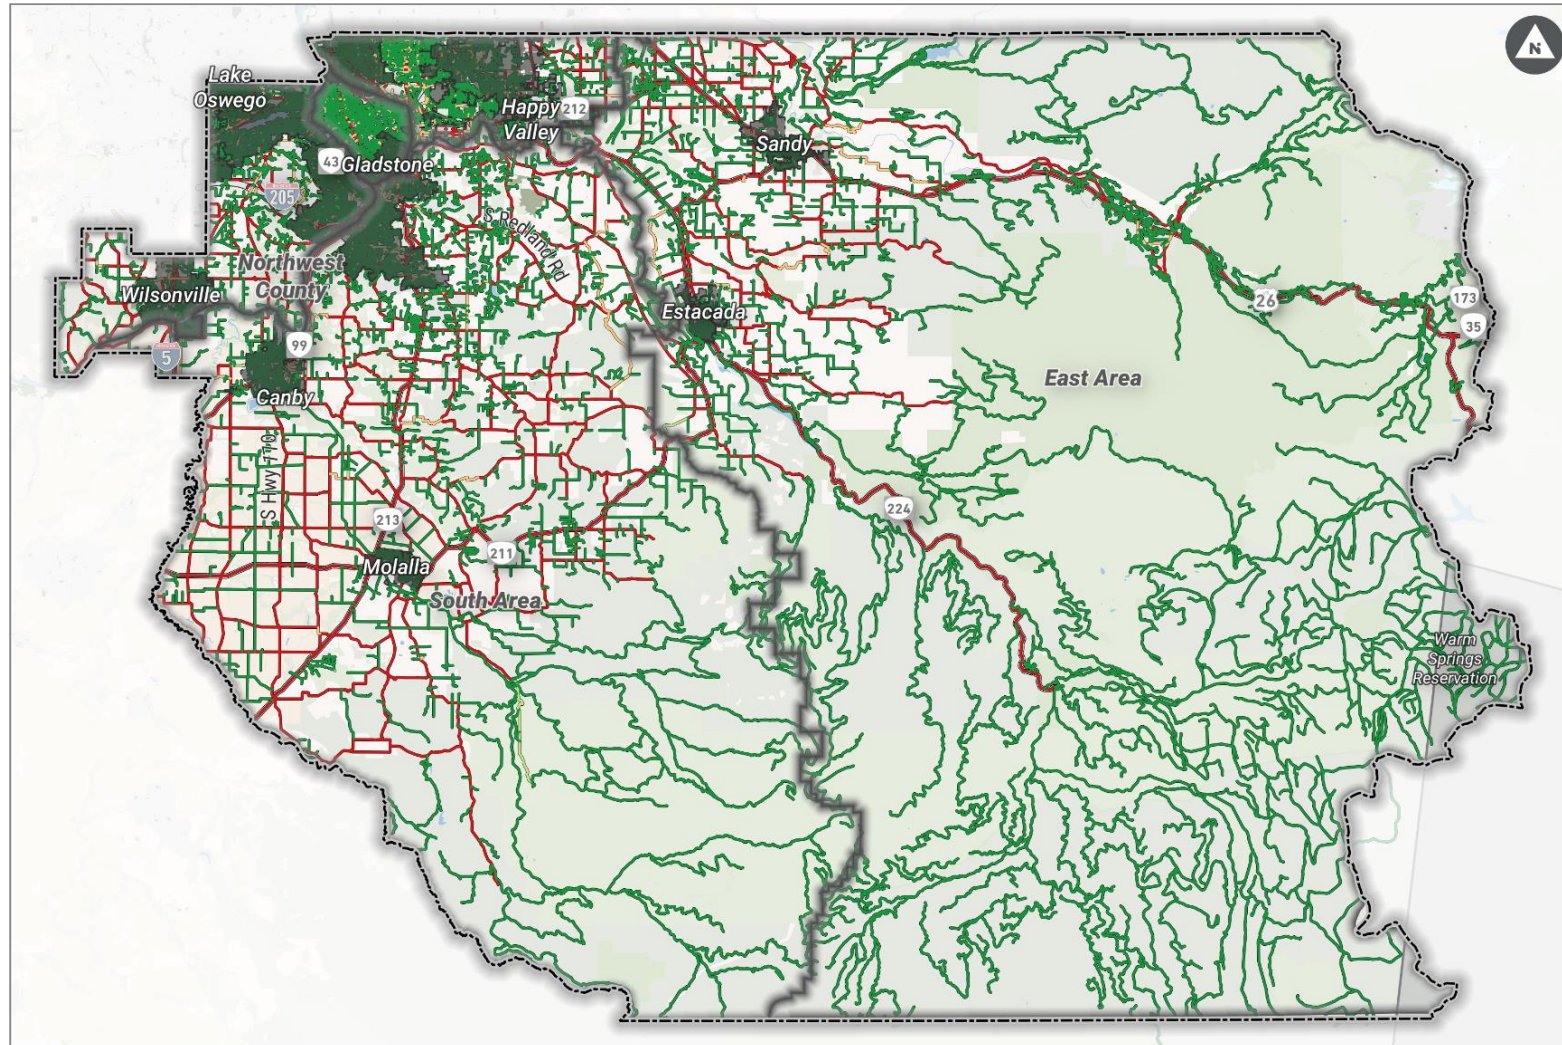 N
Lake
Oswego
Happy
Valley
212
Sandy
43
Gladstone
205
S Redland Rd
Northwest
County
Wilsonville
Estacada
26
173
35
99
5
East Area
Canby
S Hwy 170
224
213
211
Molalla
South Area
Warm
Springs
Reservation